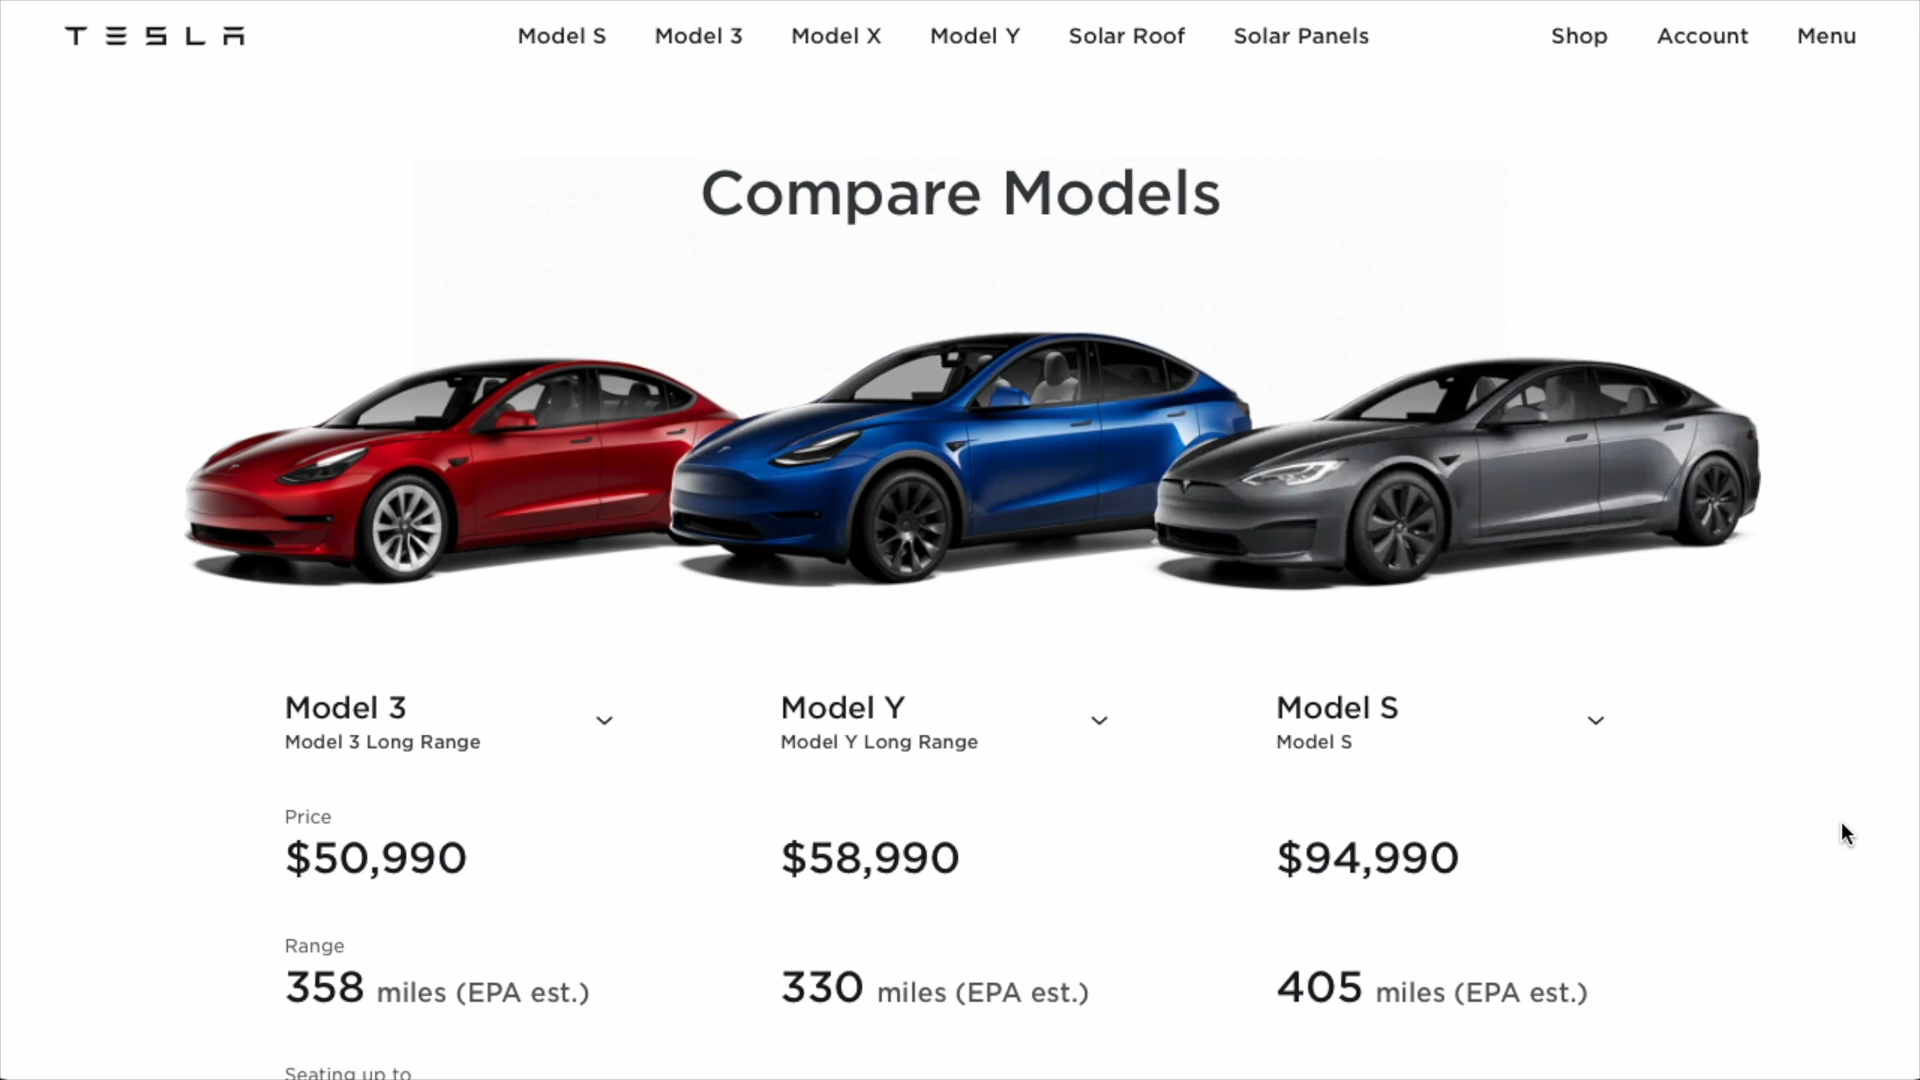 TESLA Model S Model 3 Model X Model Y Solar Roof Solar Panels Shop Account Menu
Compare Models
Model 3 Model Y Model S
Model 3 Long Range Model Y Long Range Model S
Price
$50,990 $58,990 $94,990
Range
358 miles (EPA est.) 330 miles (EPA est.) 405 miles (EPA est.)
Seating up to